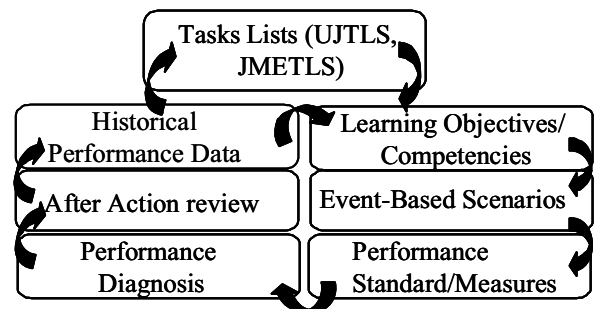 Tasks Lists (UJTLS,
JMETLS)
Historical
Performance Data
Learning Objectives/
Competencies
After Action review
Event-Based Scenarios
Performance
Diagnosis
Performance
Standard/Measures